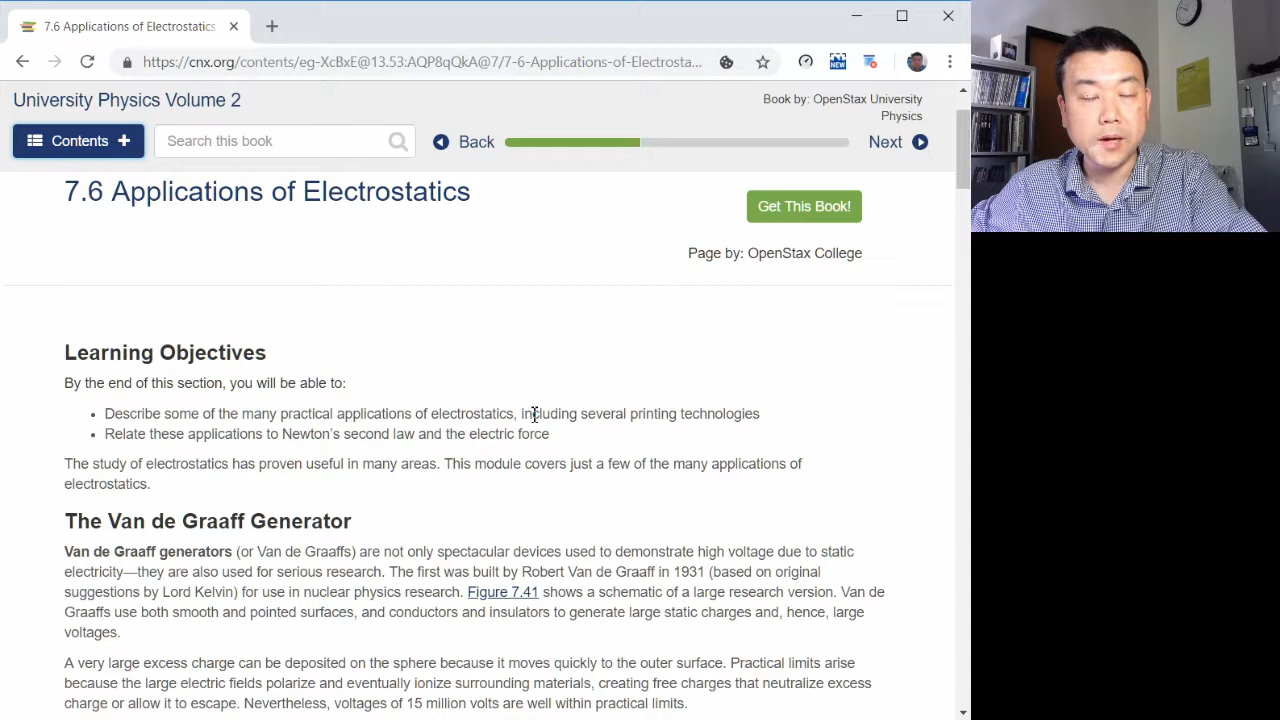 7.6 Applications of Electrostatics
https://cnx.org/contents/eg-XcBxE@13.53:AQP8qQkA@7/7-6-Applications-of-Electrosta...
NEW
University Physics Volume 2
Book by: OpenStax University
Physics
Contents
Search this book
Back
Next
7.6 Applications of Electrostatics
Get This Book!
Page by: OpenStax College
Learning Objectives
By the end of this section, you will be able to:
• Describe some of the many practical applications of electrostatics, including several printing technologies
• Relate these applications to Newton's second law and the electric force
The study of electrostatics has proven useful in many areas. This module covers just a few of the many applications of
electrostatics.
The Van de Graaff Generator
Van de Graaff generators (or Van de Graaffs) are not only spectacular devices used to demonstrate high voltage due to static
electricity—they are also used for serious research. The first was built by Robert Van de Graaff in 1931 (based on original
suggestions by Lord Kelvin) for use in nuclear physics research. Figure 7.41 shows a schematic of a large research version. Van de
Graaffs use both smooth and pointed surfaces, and conductors and insulators to generate large static charges and, hence, large
voltages.
A very large excess charge can be deposited on the sphere because it moves quickly to the outer surface. Practical limits arise
because the large electric fields polarize and eventually ionize surrounding materials, creating free charges that neutralize excess
charge or allow it to escape. Nevertheless, voltages of 15 million volts are well within practical limits.